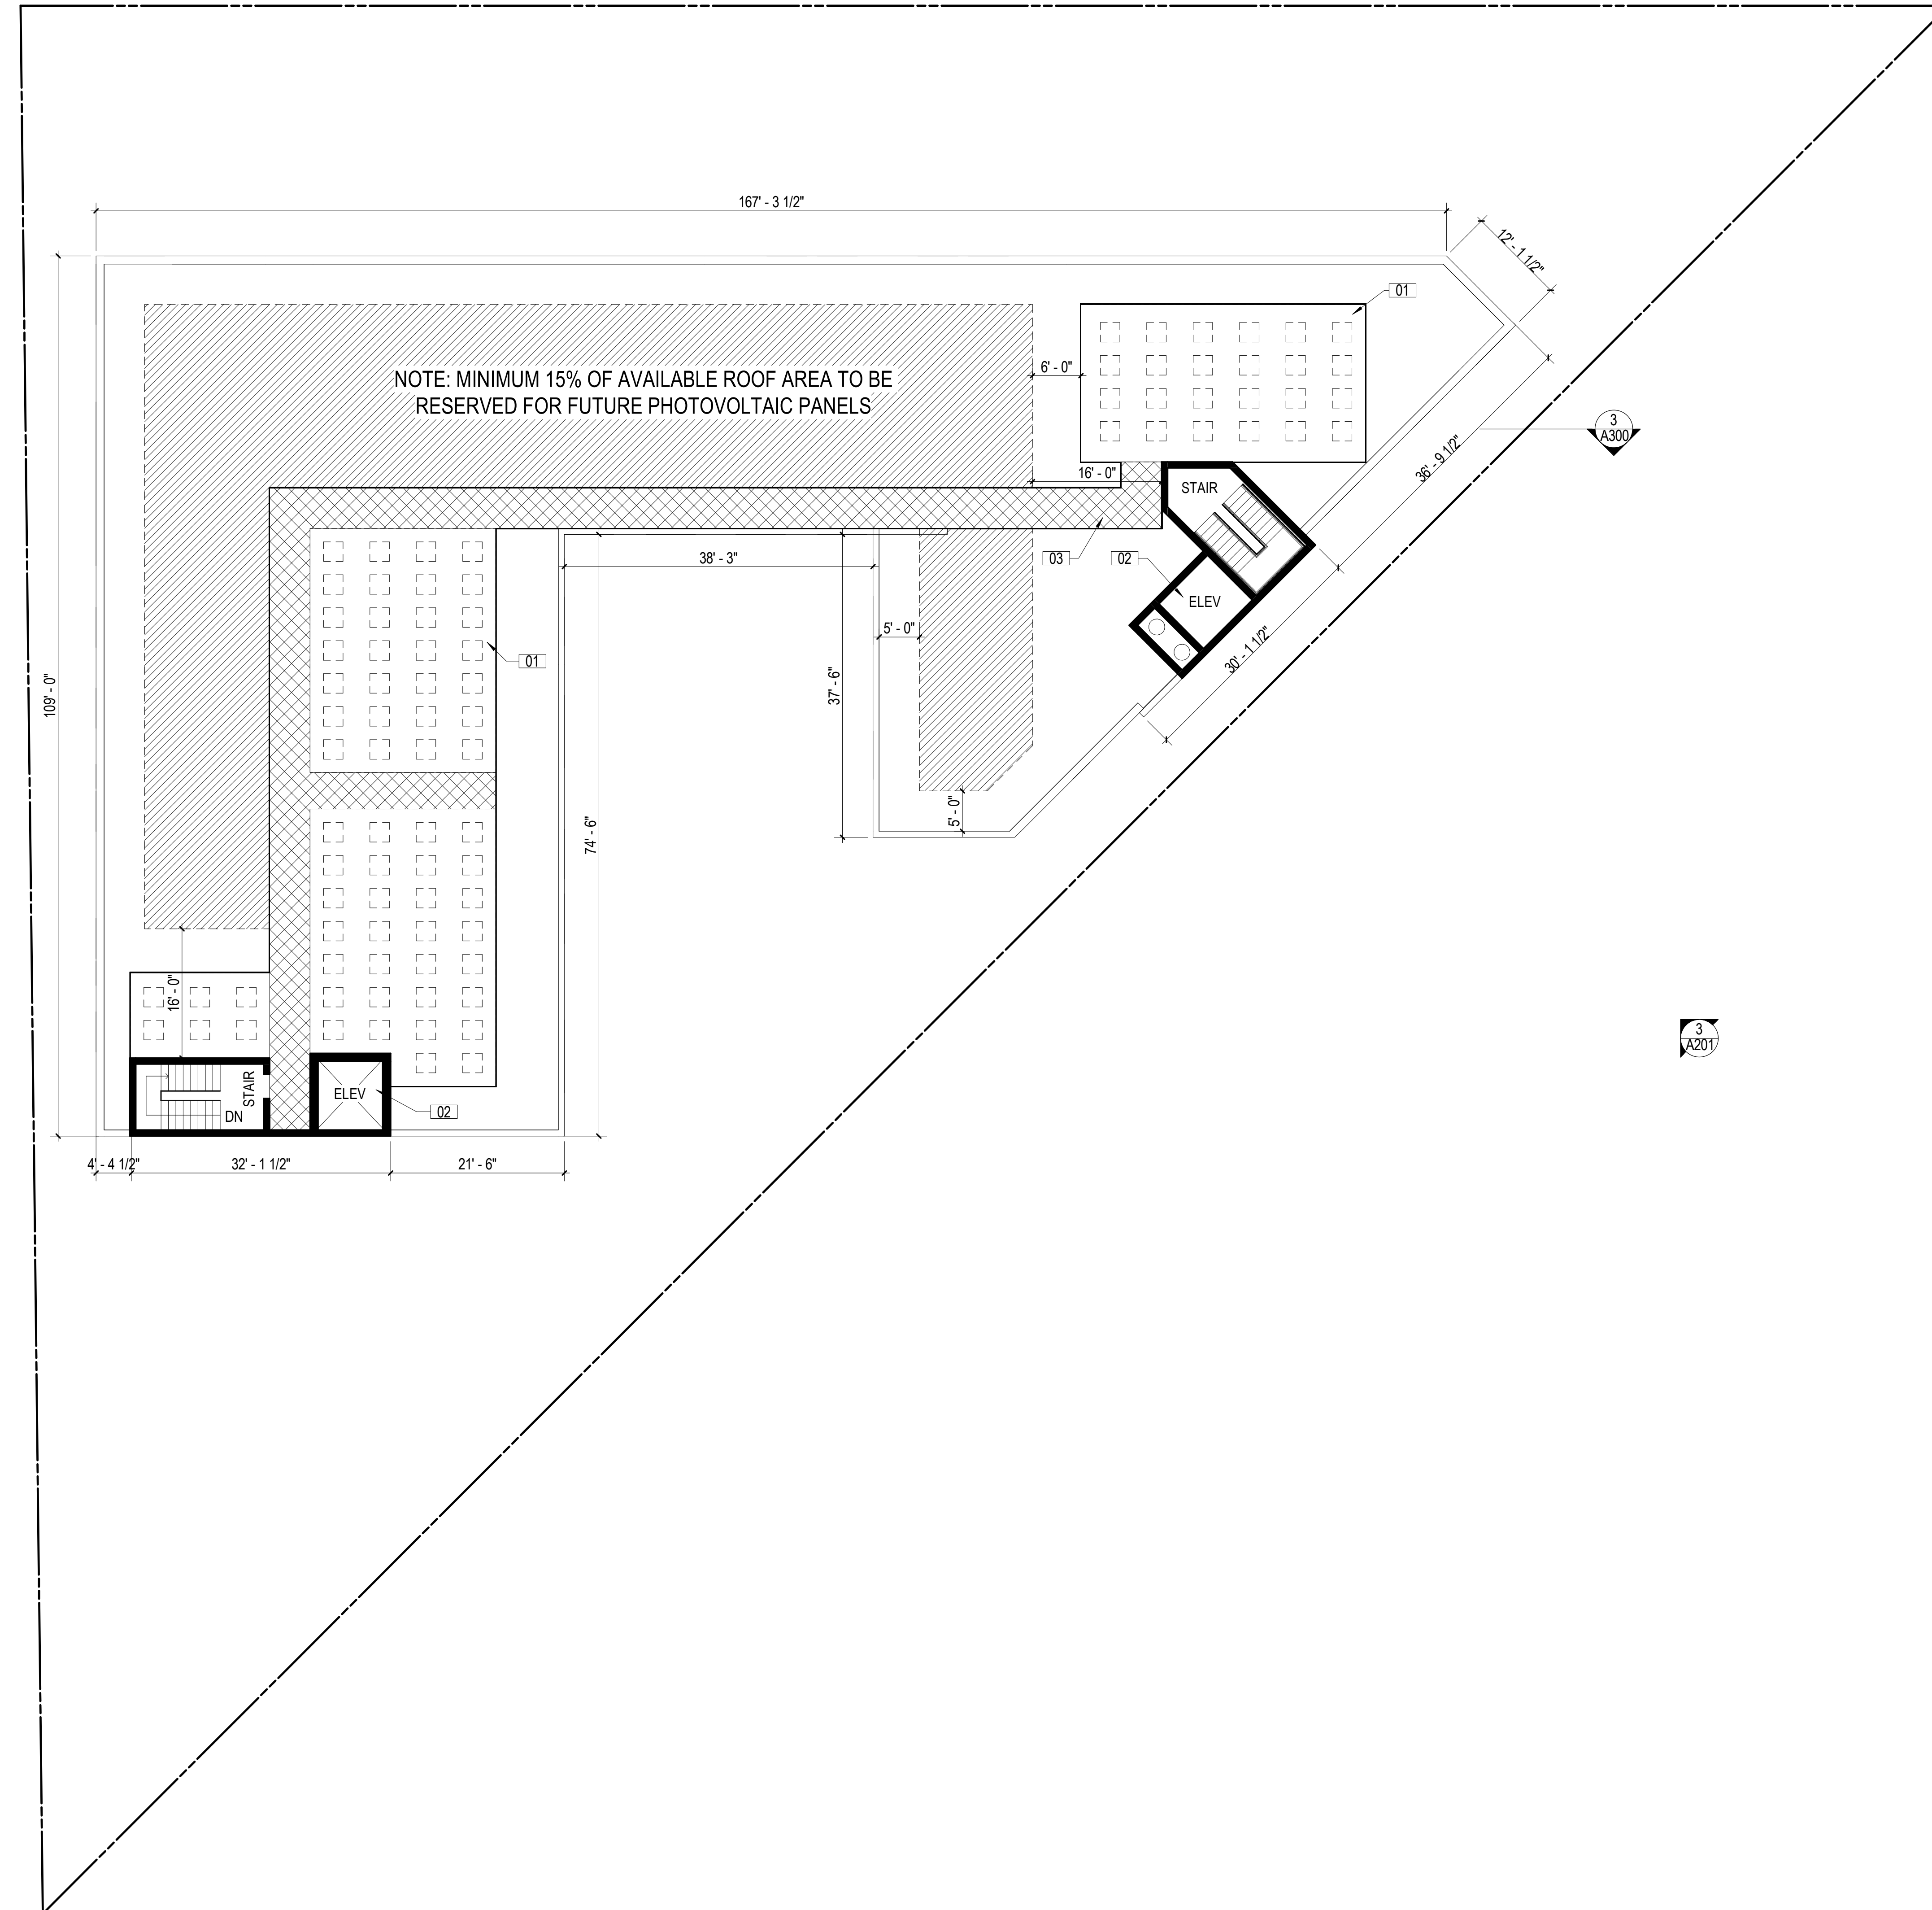 167' - 3 1/2"
12' - 1 1/2"
01
6' - 0"
NOTE: MINIMUM 15% OF AVAILABLE ROOF AREA TO BE
RESERVED FOR FUTURE PHOTOVOLTAIC PANELS
3
A300
36' - 9 1/2"
16' - 0"
STAIR
38' - 3"
03
02
ELEV
5' - 0"
30' - 1 1/2"
01
37' - 6"
109' - 0"
5' - 0"
74' - 6"
16' - 0"
3
A201
STAIR
DN
ELEV
02
4' - 4 1/2"
32' - 1 1/2"
21' - 6"